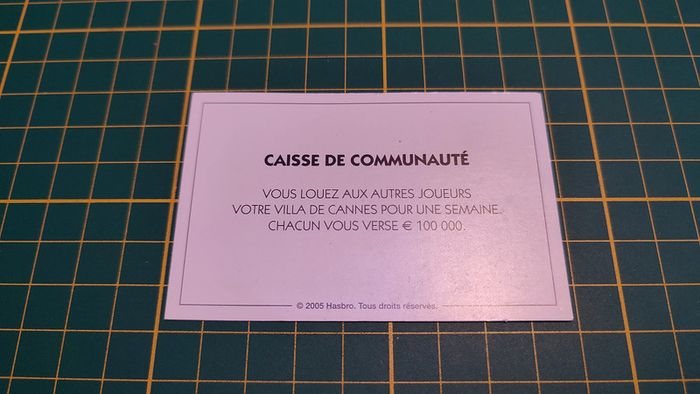 CAISSE DE COMMUNAUTÉ
VOUS LOUEZ AUX AUTRES JOUEURS
VOTRE VILLA DE CANNES POUR UNE SEMAINE.
CHACUN VOUS VERSE € 100 000.
© 2005 Hasbro. Tous droits réservés.